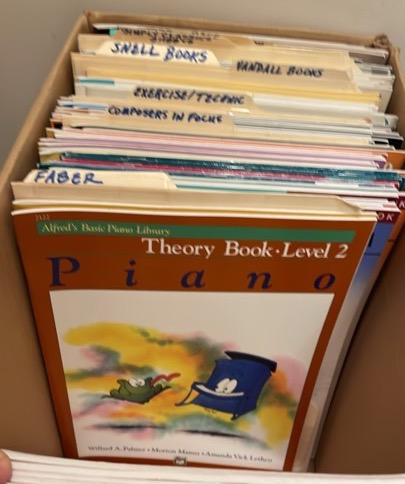 SNELL BOOKS
VANDALL BOOKS
EXERCISE/TECHNIC
COMPOSERS IN FOCUS
FABER
Alfred's Basic Piano Library
Theory Book · Level 2
Piano
Willard A. Palmer • Morton Manus • Amanda Vick Lethco